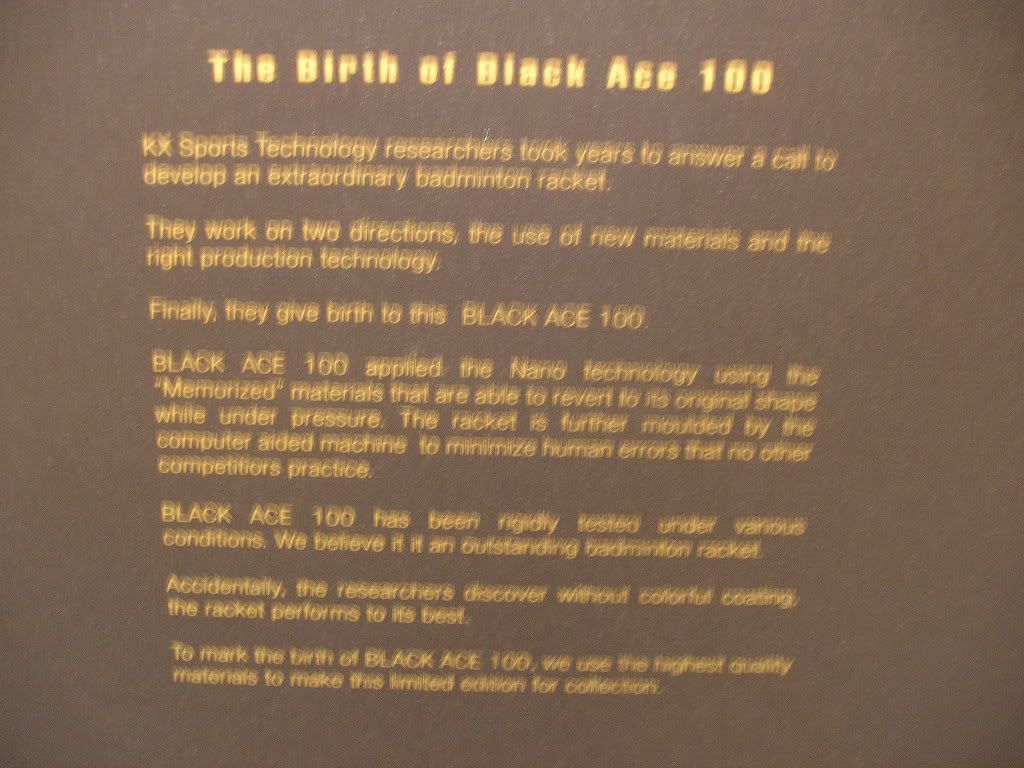 The Birth of Black Ace 100
KX Sports Technology researchers took years to answer a call to
develop an extraordinary badminton racket.
They work on two directions, the use of new materials and the
right production technology.
Finally, they give birth to this BLACK ACE 100.
BLACK ACE 100 applied the Nano technology using the
"Memorized" materials that are able to revert to its original shape
while under pressure. The racket is further moulded by the
computer aided machine to minimize human errors that no other
competitiors practice.
BLACK ACE 100 has been rigidly tested under various
conditions. We believe it it an outstanding badminton racket.
Accidentally, the researchers discover without colorful coating,
the racket performs to its best.
To mark the birth of BLACK ACE 100, we use the highest quality
materials to make this limited edition for collection.